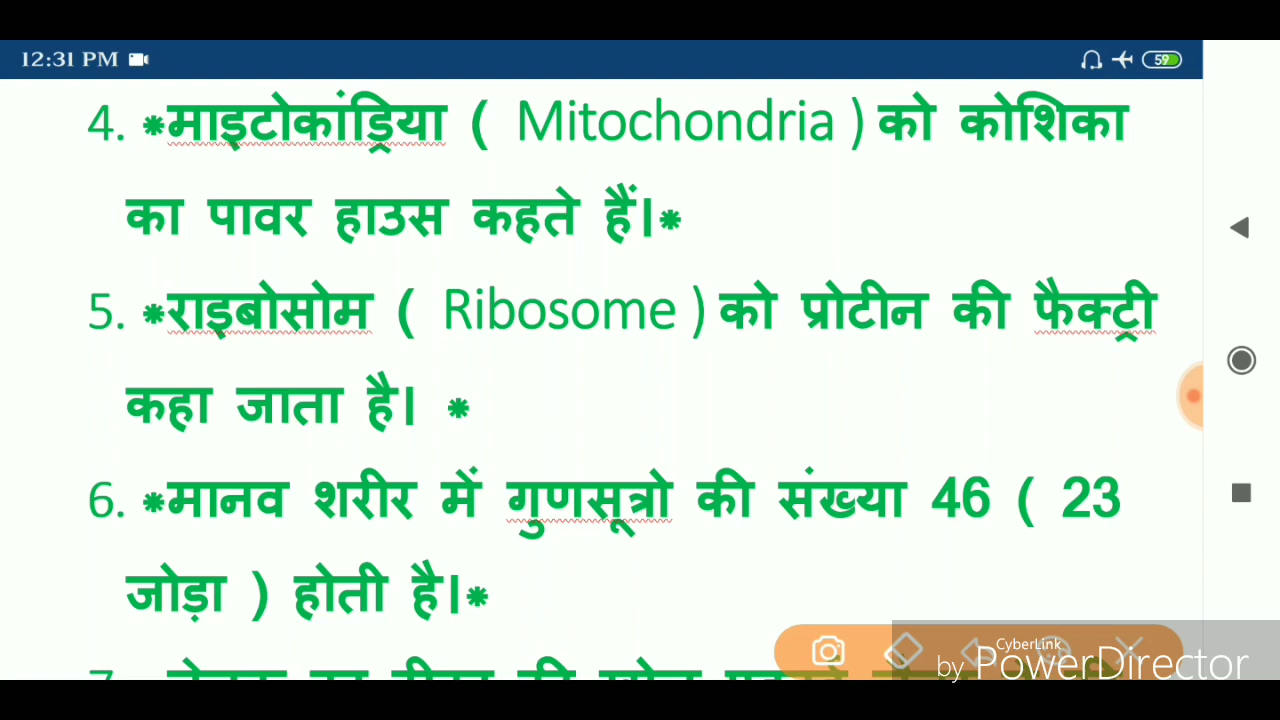 12:31 PM
59
4. *माइटोकांड्रिया ( Mitochondria ) को कोशिका
का पावर हाउस कहते हैं।*
5. *राइबोसोम ( Ribosome ) को प्रोटीन की फैक्ट्री
कहा जाता है। *
6. *मानव शरीर में गुणसूत्रो की संख्या 46 ( 23
जोड़ा ) होती है।*
7.
CyberLink
by PowerDirector